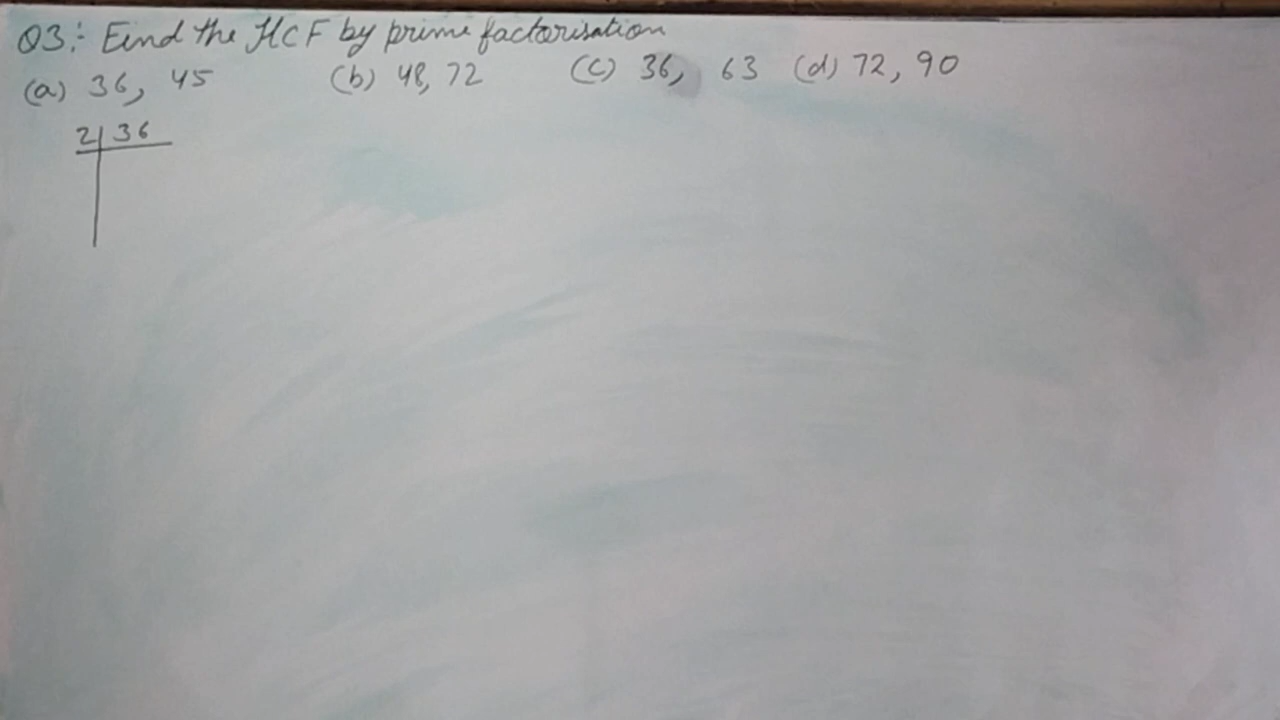 Q3:- Find the HCF by prime factorisation
(a) 36, 45 (b) 48, 72 (c) 36, 63 (d) 72, 90
2 | 36